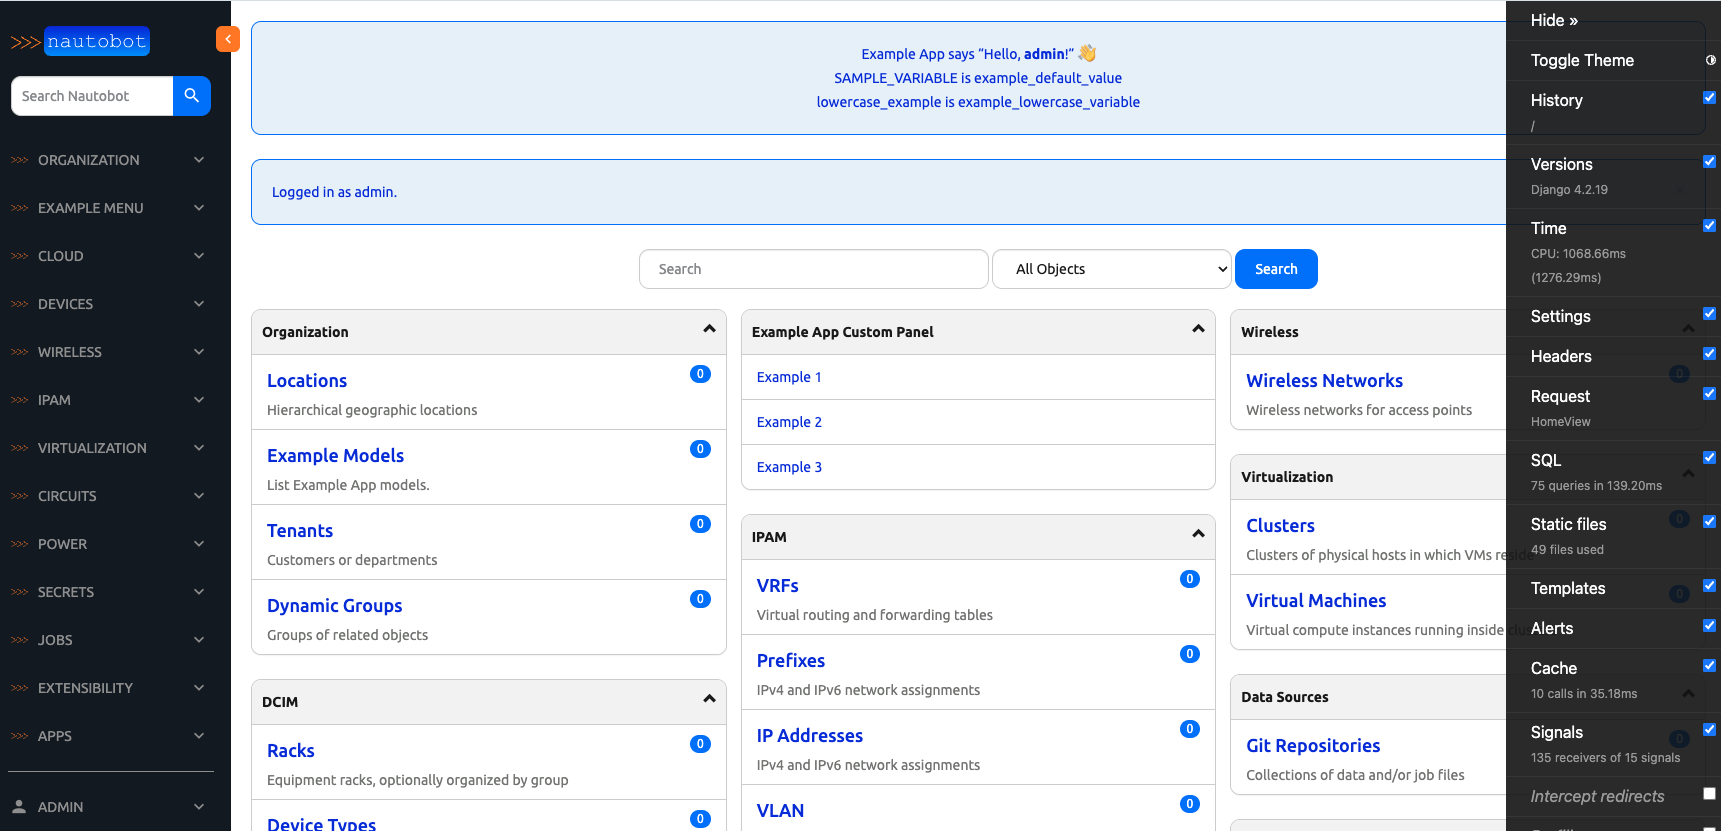 >>>nautobot
Search Nautobot
>>> ORGANIZATION
>>> EXAMPLE MENU
>>> CLOUD
>>> DEVICES
>>> WIRELESS
>>> IPAM
>>> VIRTUALIZATION
>>> CIRCUITS
>>> POWER
>>> SECRETS
>>> JOBS
>>> EXTENSIBILITY
>>> APPS
ADMIN
Example App says “Hello, admin!” 👋
SAMPLE_VARIABLE is example_default_value
lowercase_example is example_lowercase_variable
Logged in as admin.
Search All Objects Search
Organization
Locations 0
Hierarchical geographic locations
Example Models 0
List Example App models.
Tenants 0
Customers or departments
Dynamic Groups 0
Groups of related objects
DCIM
Racks 0
Equipment racks, optionally organized by group
Device Types 0
Example App Custom Panel
Example 1
Example 2
Example 3
IPAM
VRFs 0
Virtual routing and forwarding tables
Prefixes 0
IPv4 and IPv6 network assignments
IP Addresses 0
IPv4 and IPv6 network assignments
VLAN 0
Wireless
Wireless Networks 0
Wireless networks for access points
Virtualization
Clusters 0
Clusters of physical hosts in which VMs reside
Virtual Machines 0
Virtual compute instances running inside clus
Data Sources
Git Repositories 0
Collections of data and/or job files
Hide »
Toggle Theme
History
/
Versions
Django 4.2.19
Time
CPU: 1068.66ms
(1276.29ms)
Settings
Headers
Request
HomeView
SQL
75 queries in 139.20ms
Static files
49 files used
Templates
Alerts
Cache
10 calls in 35.18ms
Signals
135 receivers of 15 signals
Intercept redirects